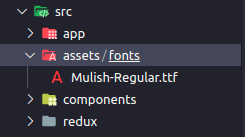 src
app
assets/fonts
Mulish-Regular.ttf
components
redux